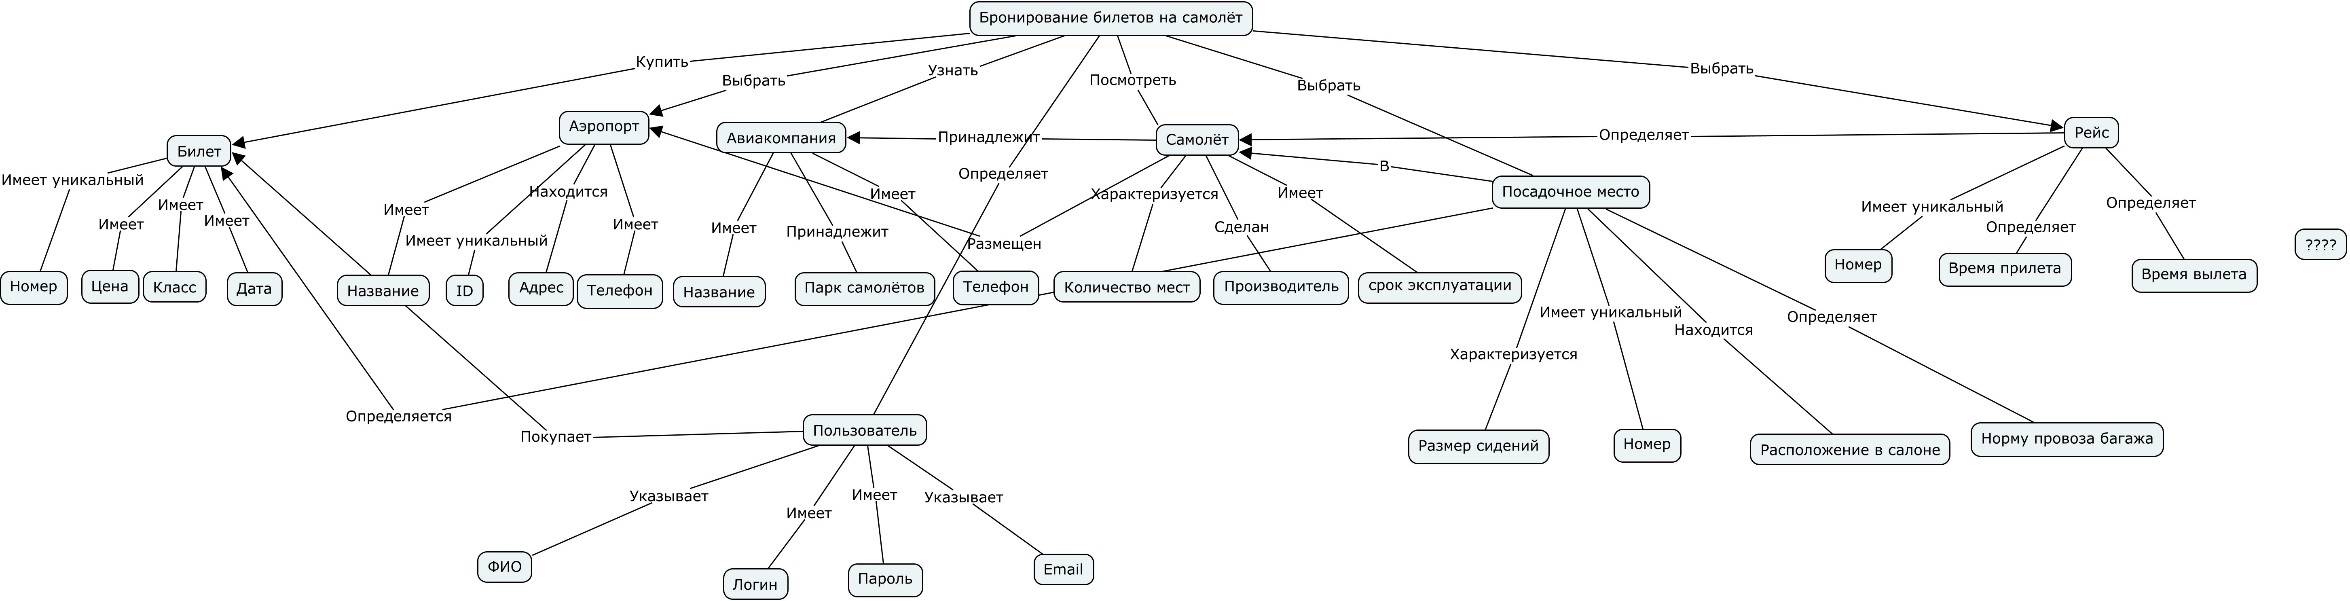 Бронирование билетов на самолёт
Купить
Выбрать
Узнать
Посмотреть
Выбрать
Выбрать
Билет
Аэропорт
Авиакомпания
Принадлежит
Самолёт
Определяет
Рейс
В
Определяет
Посадочное место
Имеет уникальный
Имеет
Имеет
Имеет
Находится
Имеет
Имеет уникальный
Имеет
Имеет
Имеет
Принадлежит
Размещен
Характеризуется
Сделан
Имеет
Имеет уникальный
Определяет
Определяет
????
Номер
Цена
Класс
Дата
Название
ID
Адрес
Телефон
Название
Парк самолётов
Телефон
Количество мест
Производитель
срок эксплуатации
Номер
Время прилета
Время вылета
Имеет уникальный
Характеризуется
Находится
Определяет
Определяется
Покупает
Пользователь
Размер сидений
Номер
Расположение в салоне
Норму провоза багажа
Указывает
Имеет
Имеет
Указывает
ФИО
Логин
Пароль
Email